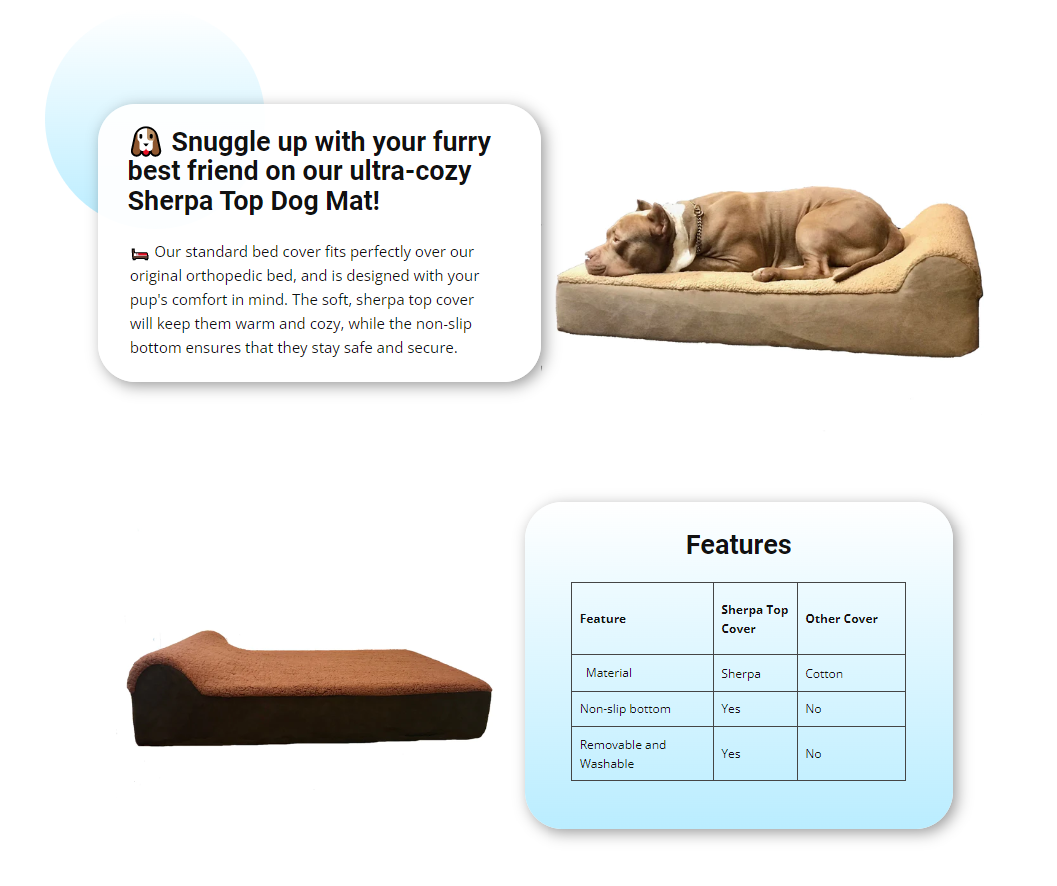 Snuggle up with your furry
best friend on our ultra-cozy
Sherpa Top Dog Mat!
Our standard bed cover fits perfectly over our
original orthopedic bed, and is designed with your
pup's comfort in mind. The soft, sherpa top cover
will keep them warm and cozy, while the non-slip
bottom ensures that they stay safe and secure.
Features
Feature Sherpa Top Cover Other Cover
Material Sherpa Cotton
Non-slip bottom Yes No
Removable and Washable Yes No